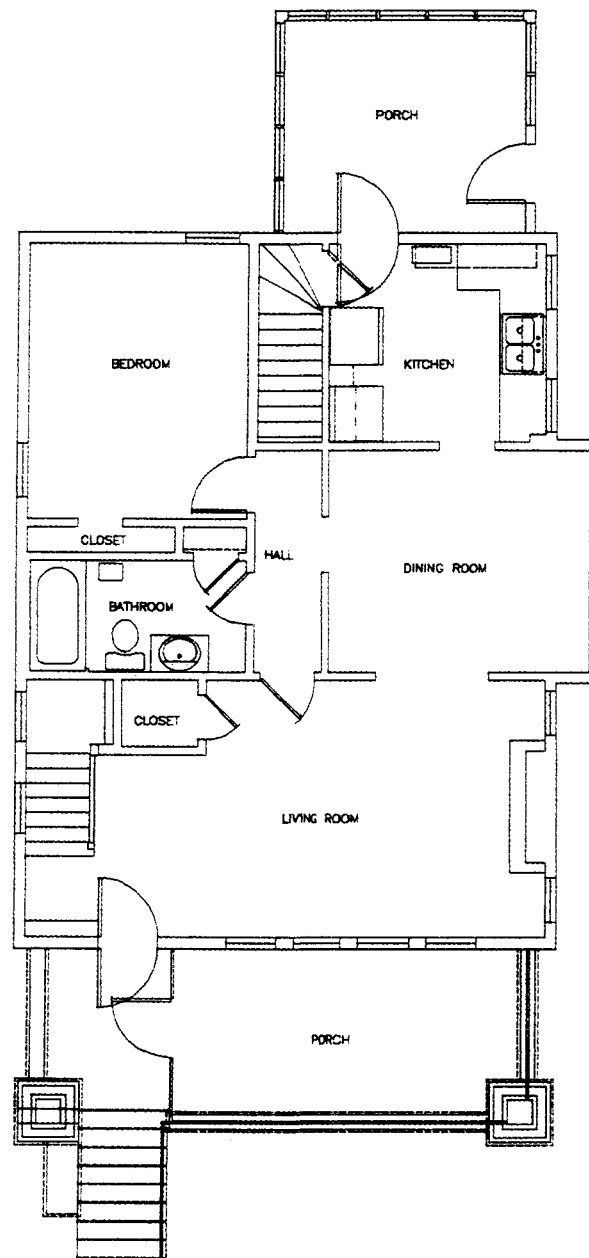 PORCH
BEDROOM
KITCHEN
CLOSET
HALL
DINING ROOM
BATHROOM
CLOSET
LIVING ROOM
PORCH